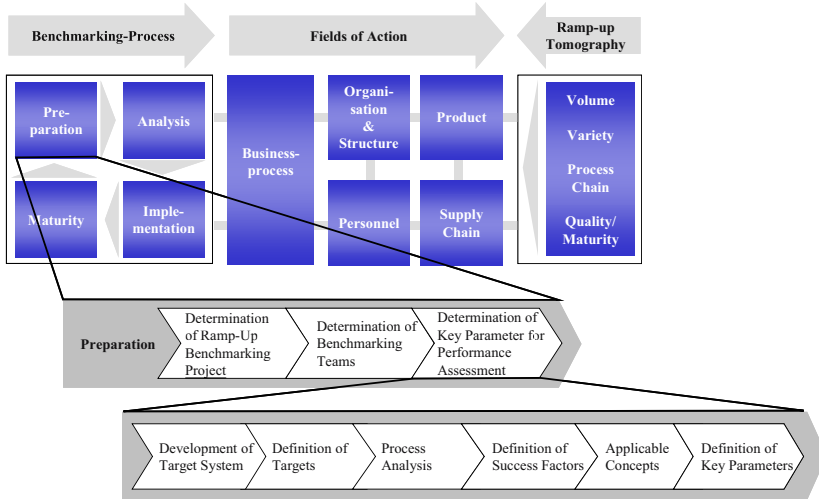 Benchmarking-Process
Fields of Action
Ramp-up
Tomography
Pre-
paration
Analysis
Maturity
Imple-
mentation
Business-
process
Organi-
sation
&
Structure
Product
Personnel
Supply
Chain
Volume
Variety
Process
Chain
Quality/
Maturity
Preparation
Determination
of Ramp-Up
Benchmarking
Project
Determination of
Benchmarking
Teams
Determination of
Key Parameter for
Performance
Assessment
Development of
Target System
Definition of
Targets
Process
Analysis
Definition of
Success Factors
Applicable
Concepts
Definition of
Key Parameters